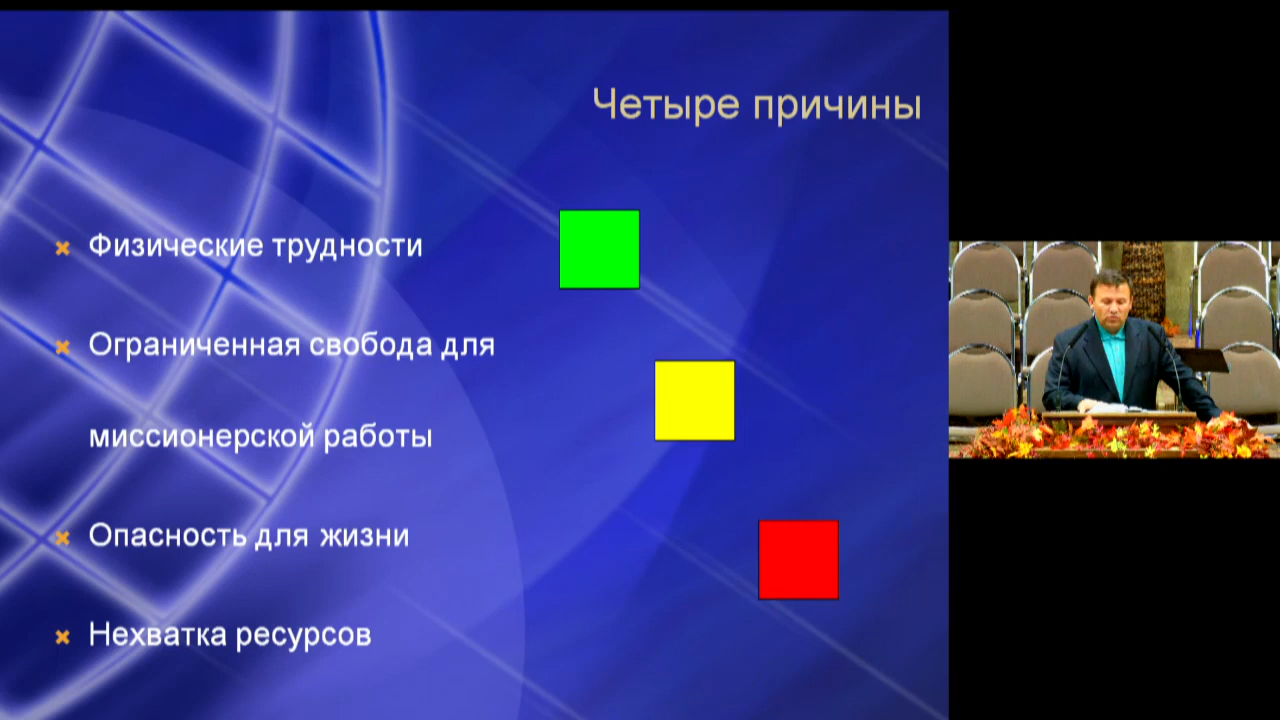 Четыре причины
Физические трудности
Ограниченная свобода для
миссионерской работы
Опасность для жизни
Нехватка ресурсов